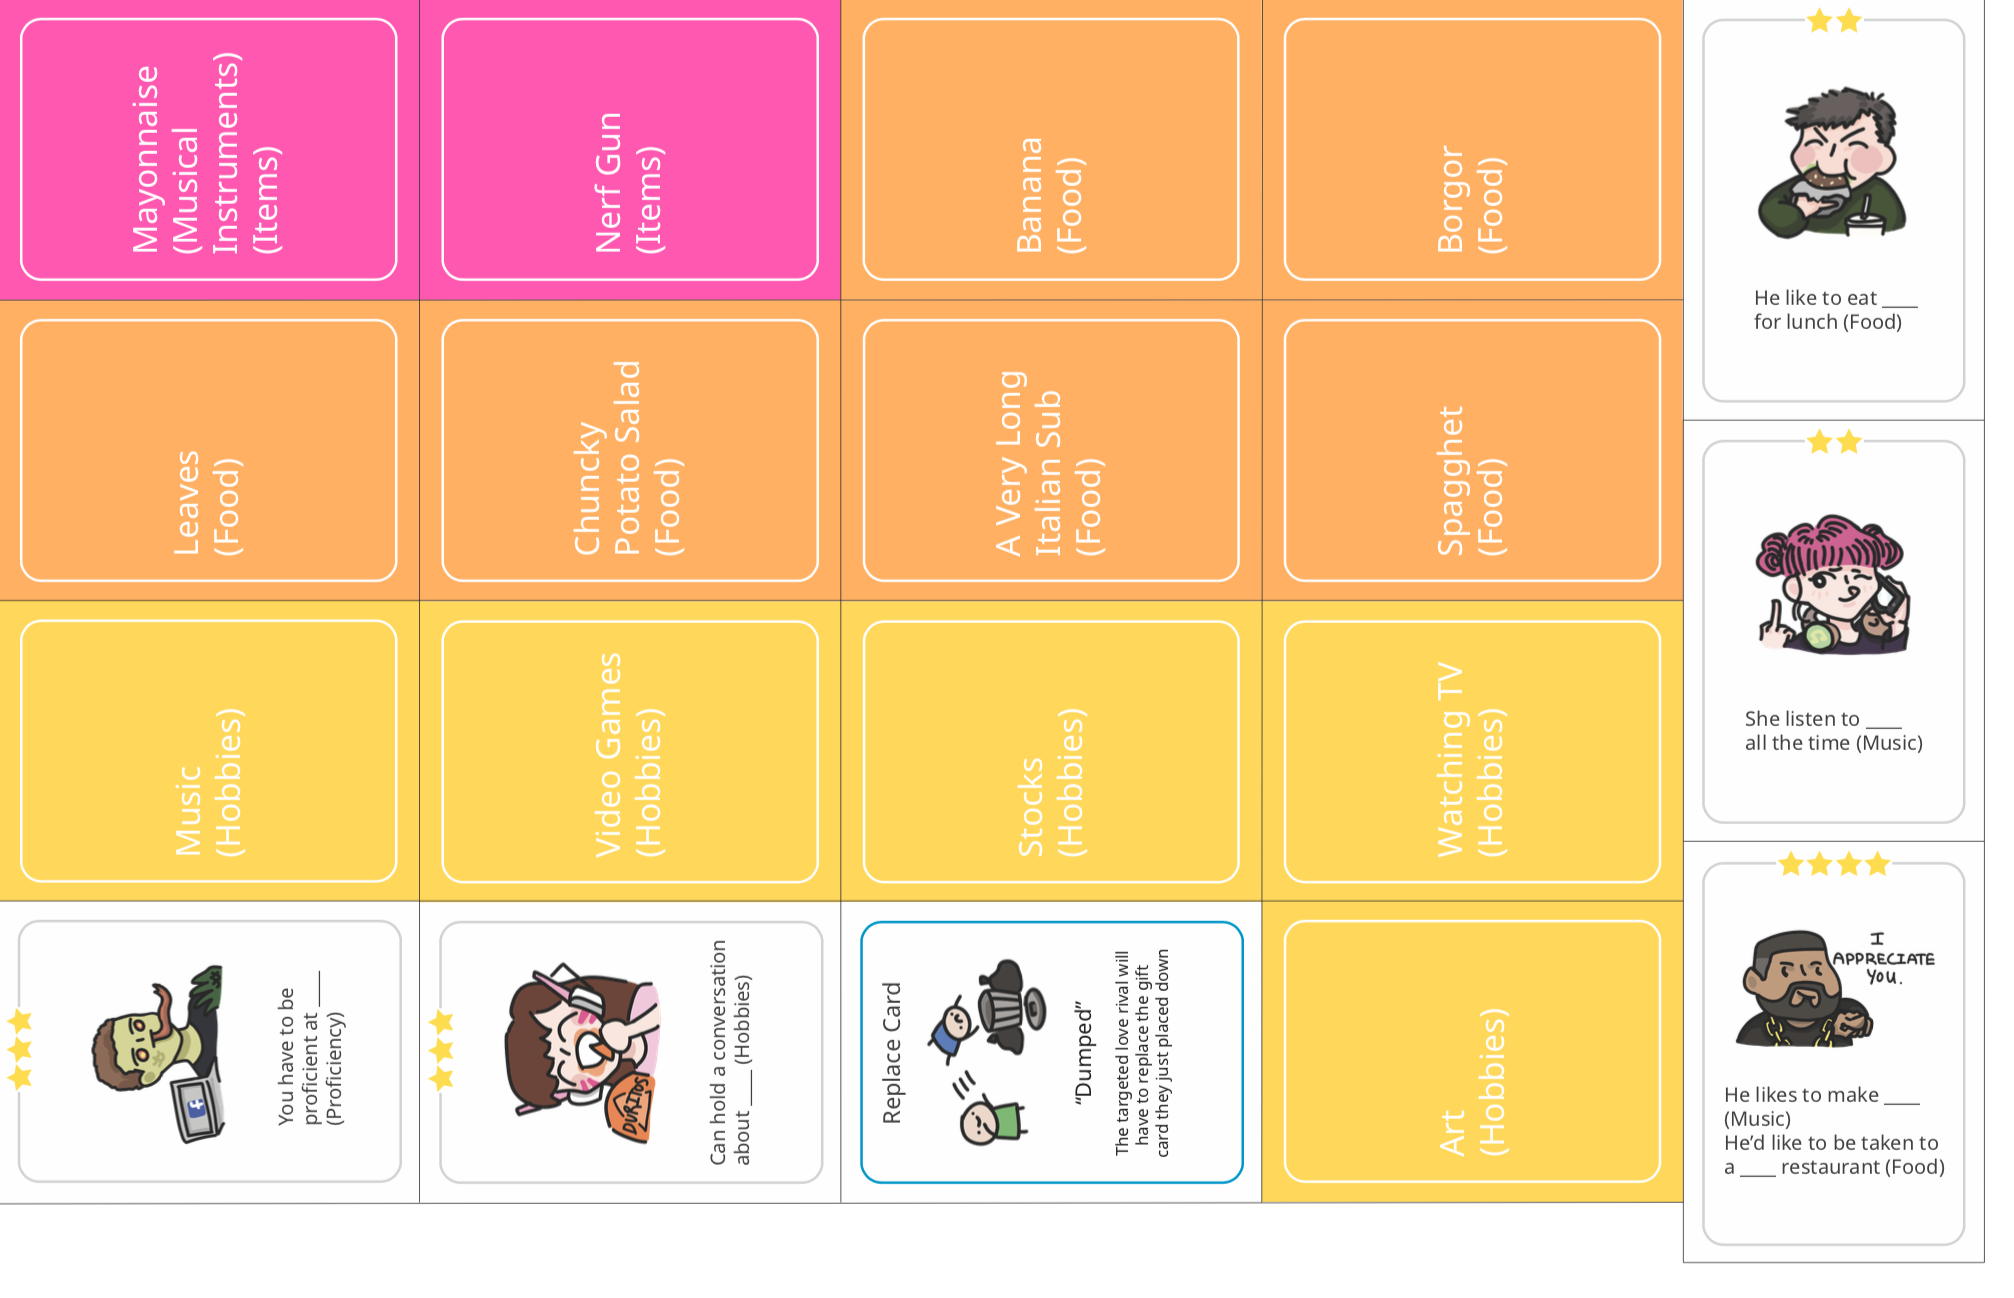 Mayonnaise
(Musical
Instruments)
(Items)
Nerf Gun
(Items)
Banana
(Food)
Borgor
(Food)
He like to eat ____
for lunch (Food)
Leaves
(Food)
Chuncky
Potato Salad
(Food)
A Very Long
Italian Sub
(Food)
Spagghet
(Food)
She listen to ____
all the time (Music)
Music
(Hobbies)
Video Games
(Hobbies)
Stocks
(Hobbies)
Watching TV
(Hobbies)
I
APPRECIATE
YOU.
He likes to make ____
(Music)
He’d like to be taken to
a ____ restaurant (Food)
f
You have to be
proficient at ____
(Proficiency)
DURITOS
Can hold a conversation
about ____ (Hobbies)
Replace Card
“Dumped”
The targeted love rival will
have to replace the gift
card they just placed down
Art
(Hobbies)